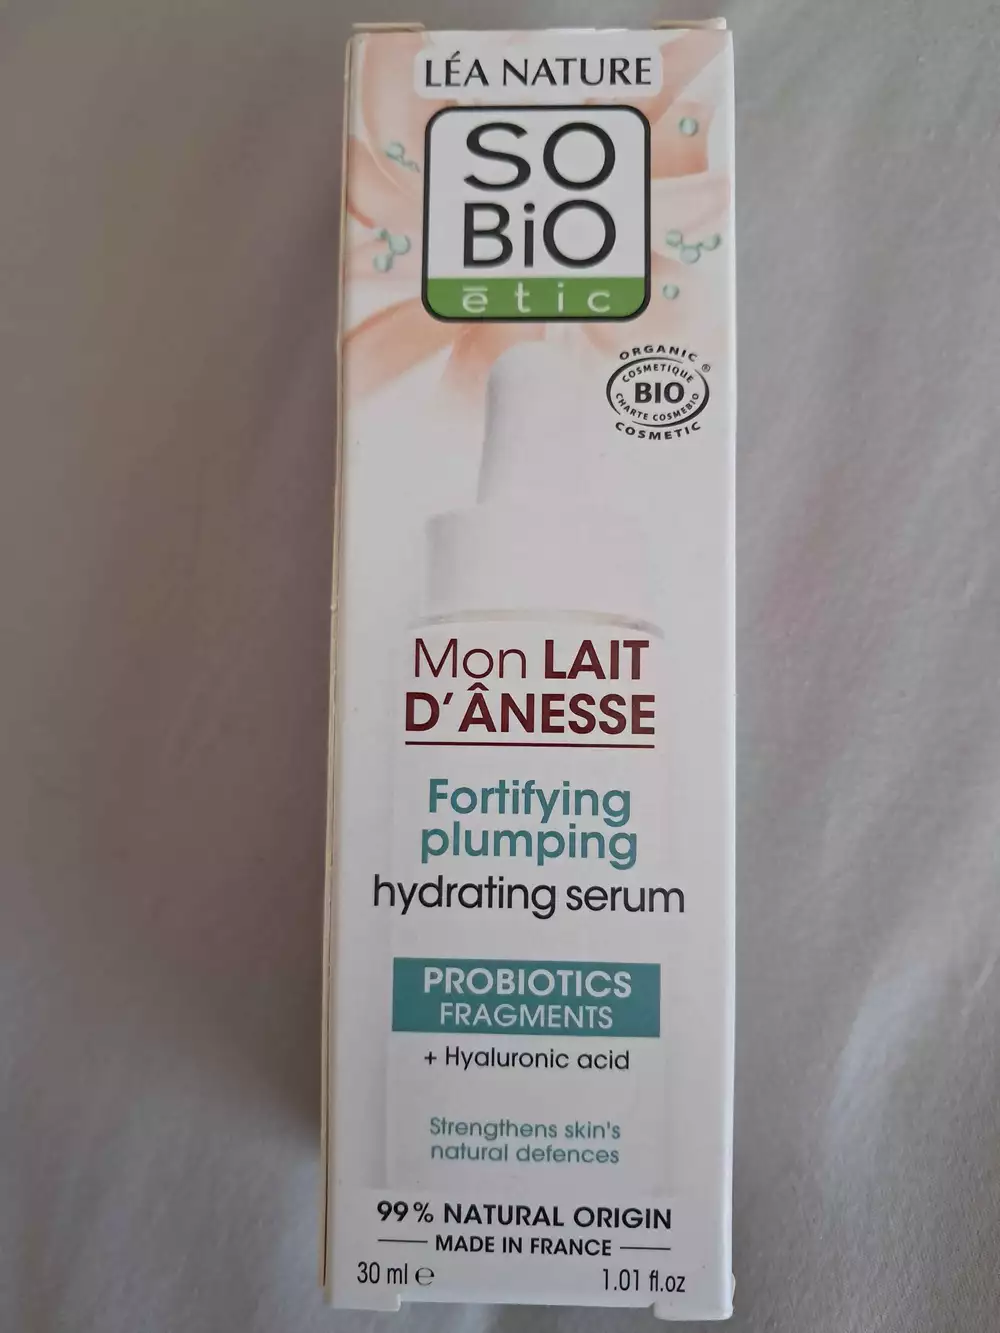 LÉA NATURE
SO
BiO
ētic
ORGANIC
COSMETIQUE
BIO
CHARTE COSMEBIO
COSMETIC
®
Mon LAIT
D'ÂNESSE
Fortifying
plumping
hydrating serum
PROBIOTICS
FRAGMENTS
+ Hyaluronic acid
Strengthens skin's
natural defences
99% NATURAL ORIGIN
MADE IN FRANCE
30 ml ℮ 1.01 fl.oz